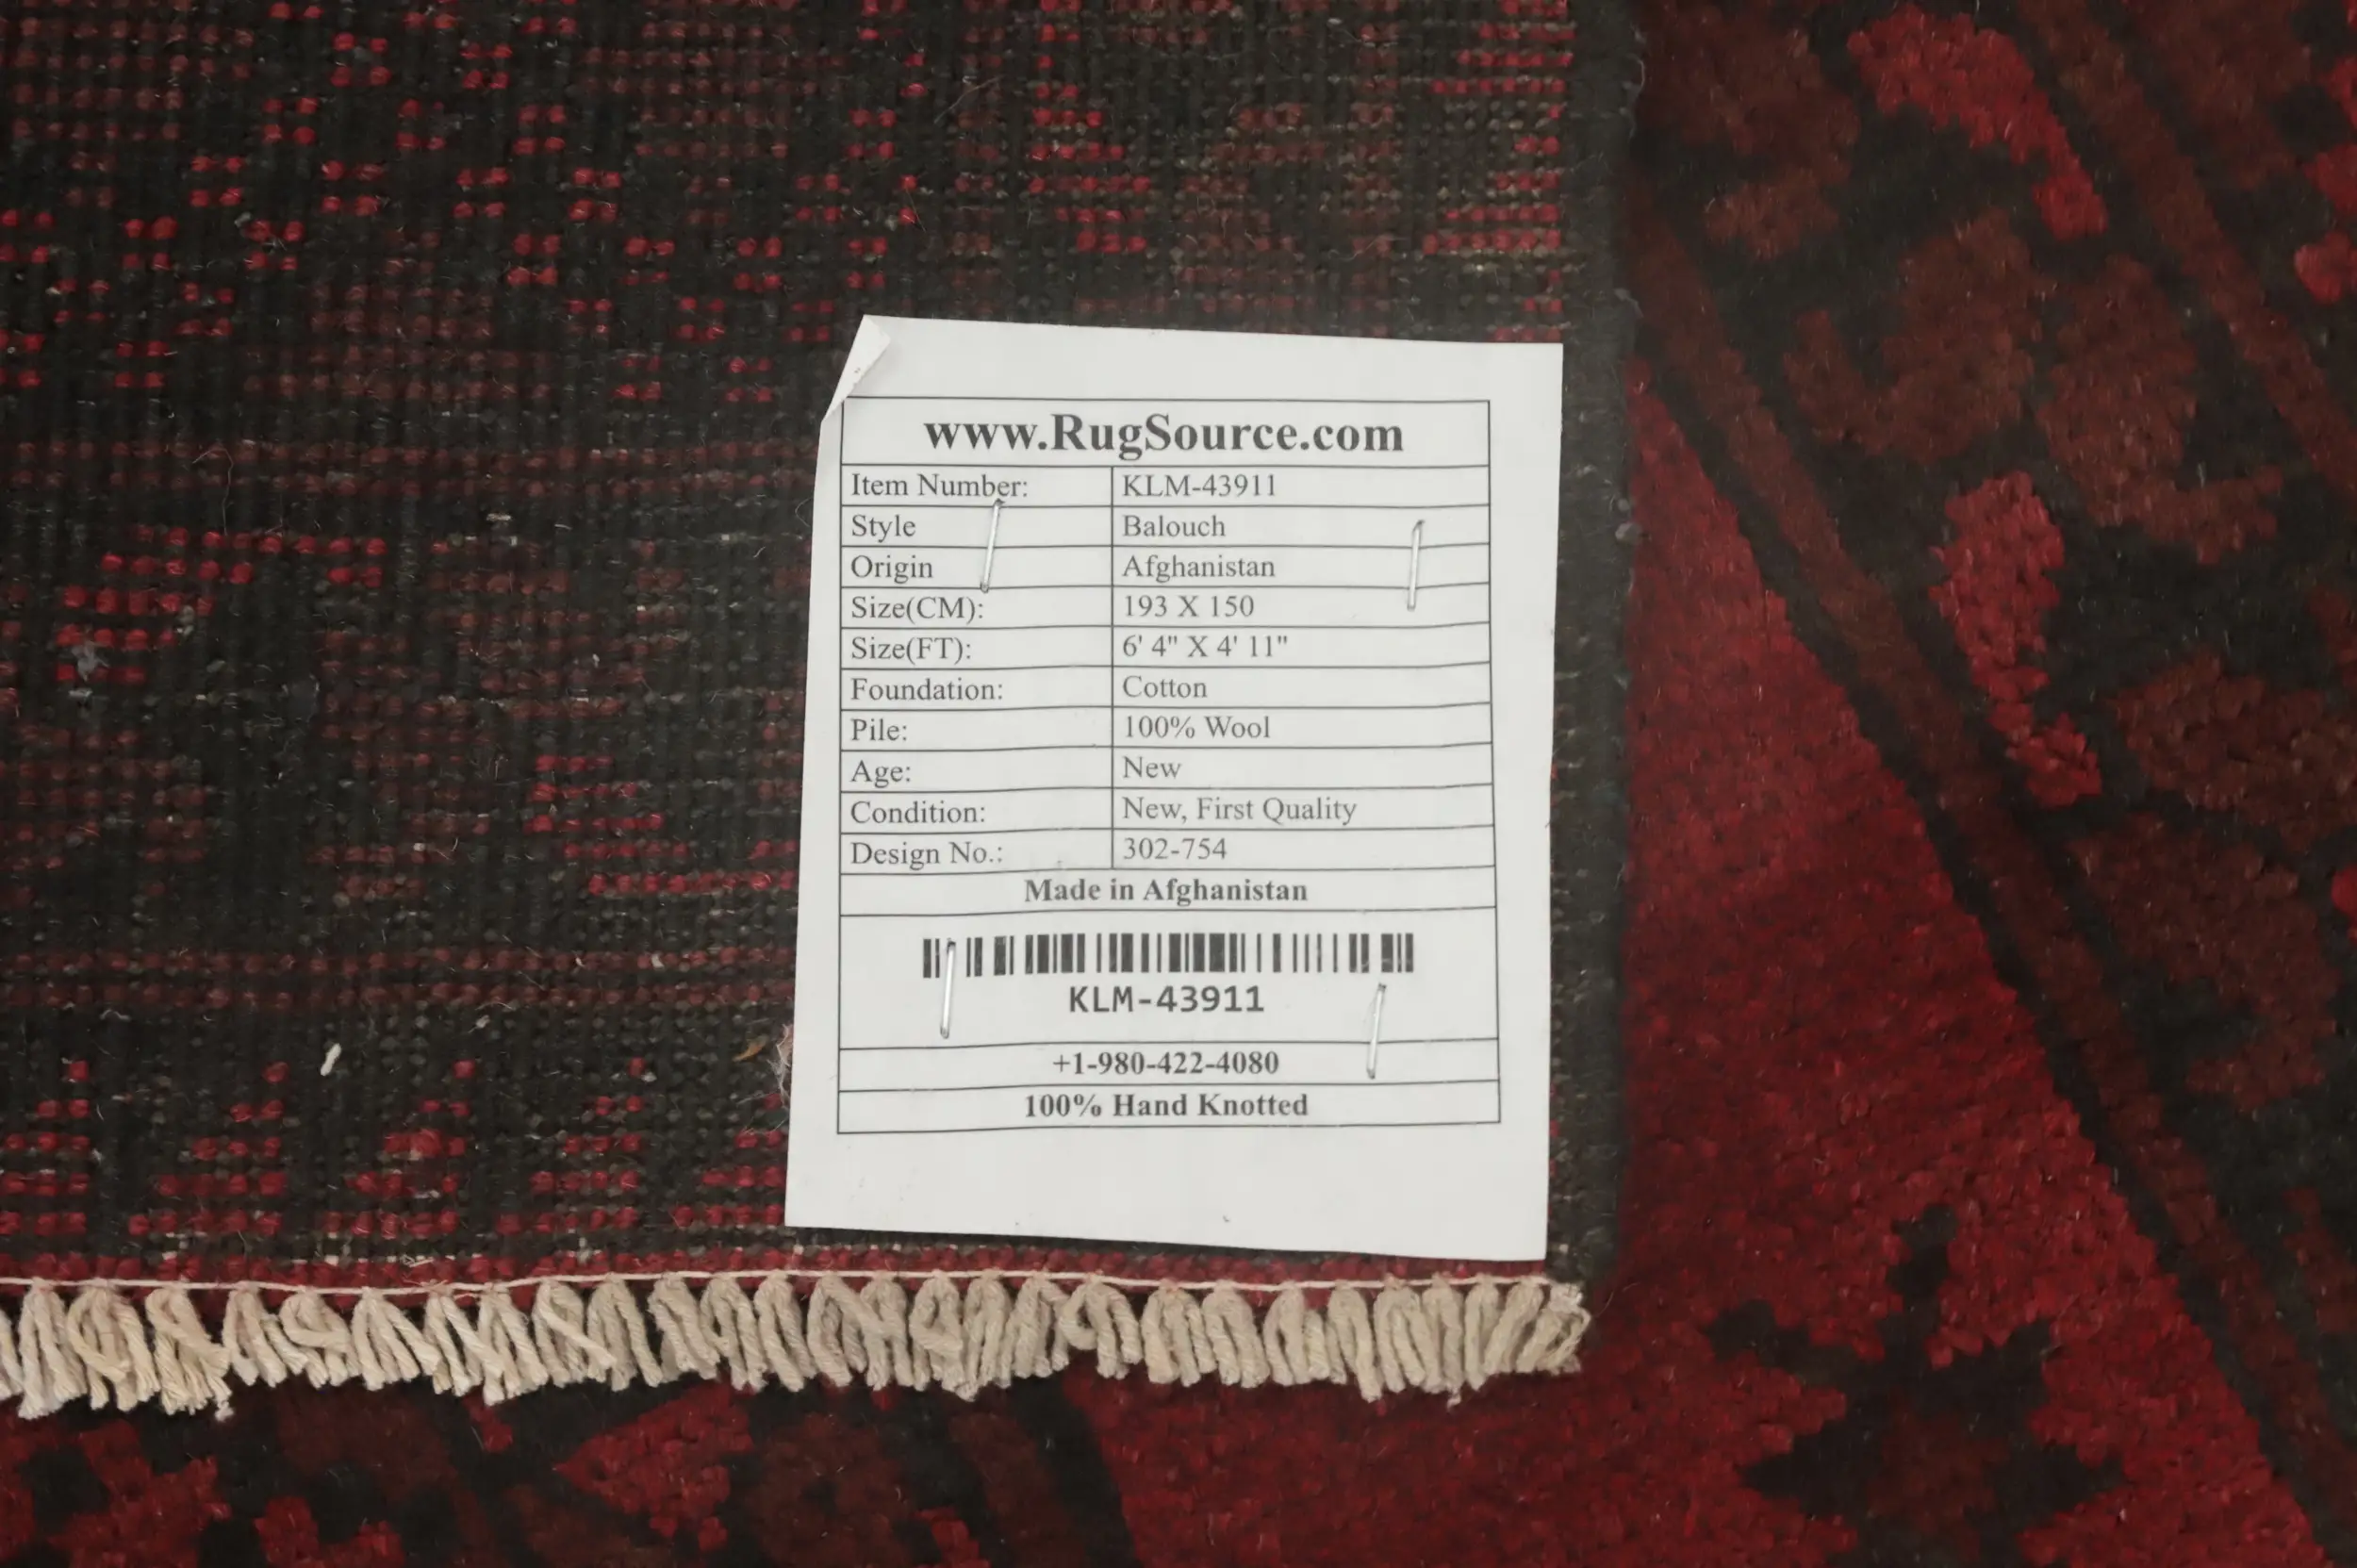 www.RugSource.com
Item Number: KLM-43911
Style Balouch
Origin Afghanistan
Size(CM): 193 X 150
Size(FT): 6' 4" X 4' 11"
Foundation: Cotton
Pile: 100% Wool
Age: New
Condition: New, First Quality
Design No.: 302-754
Made in Afghanistan
KLM-43911
+1-980-422-4080
100% Hand Knotted